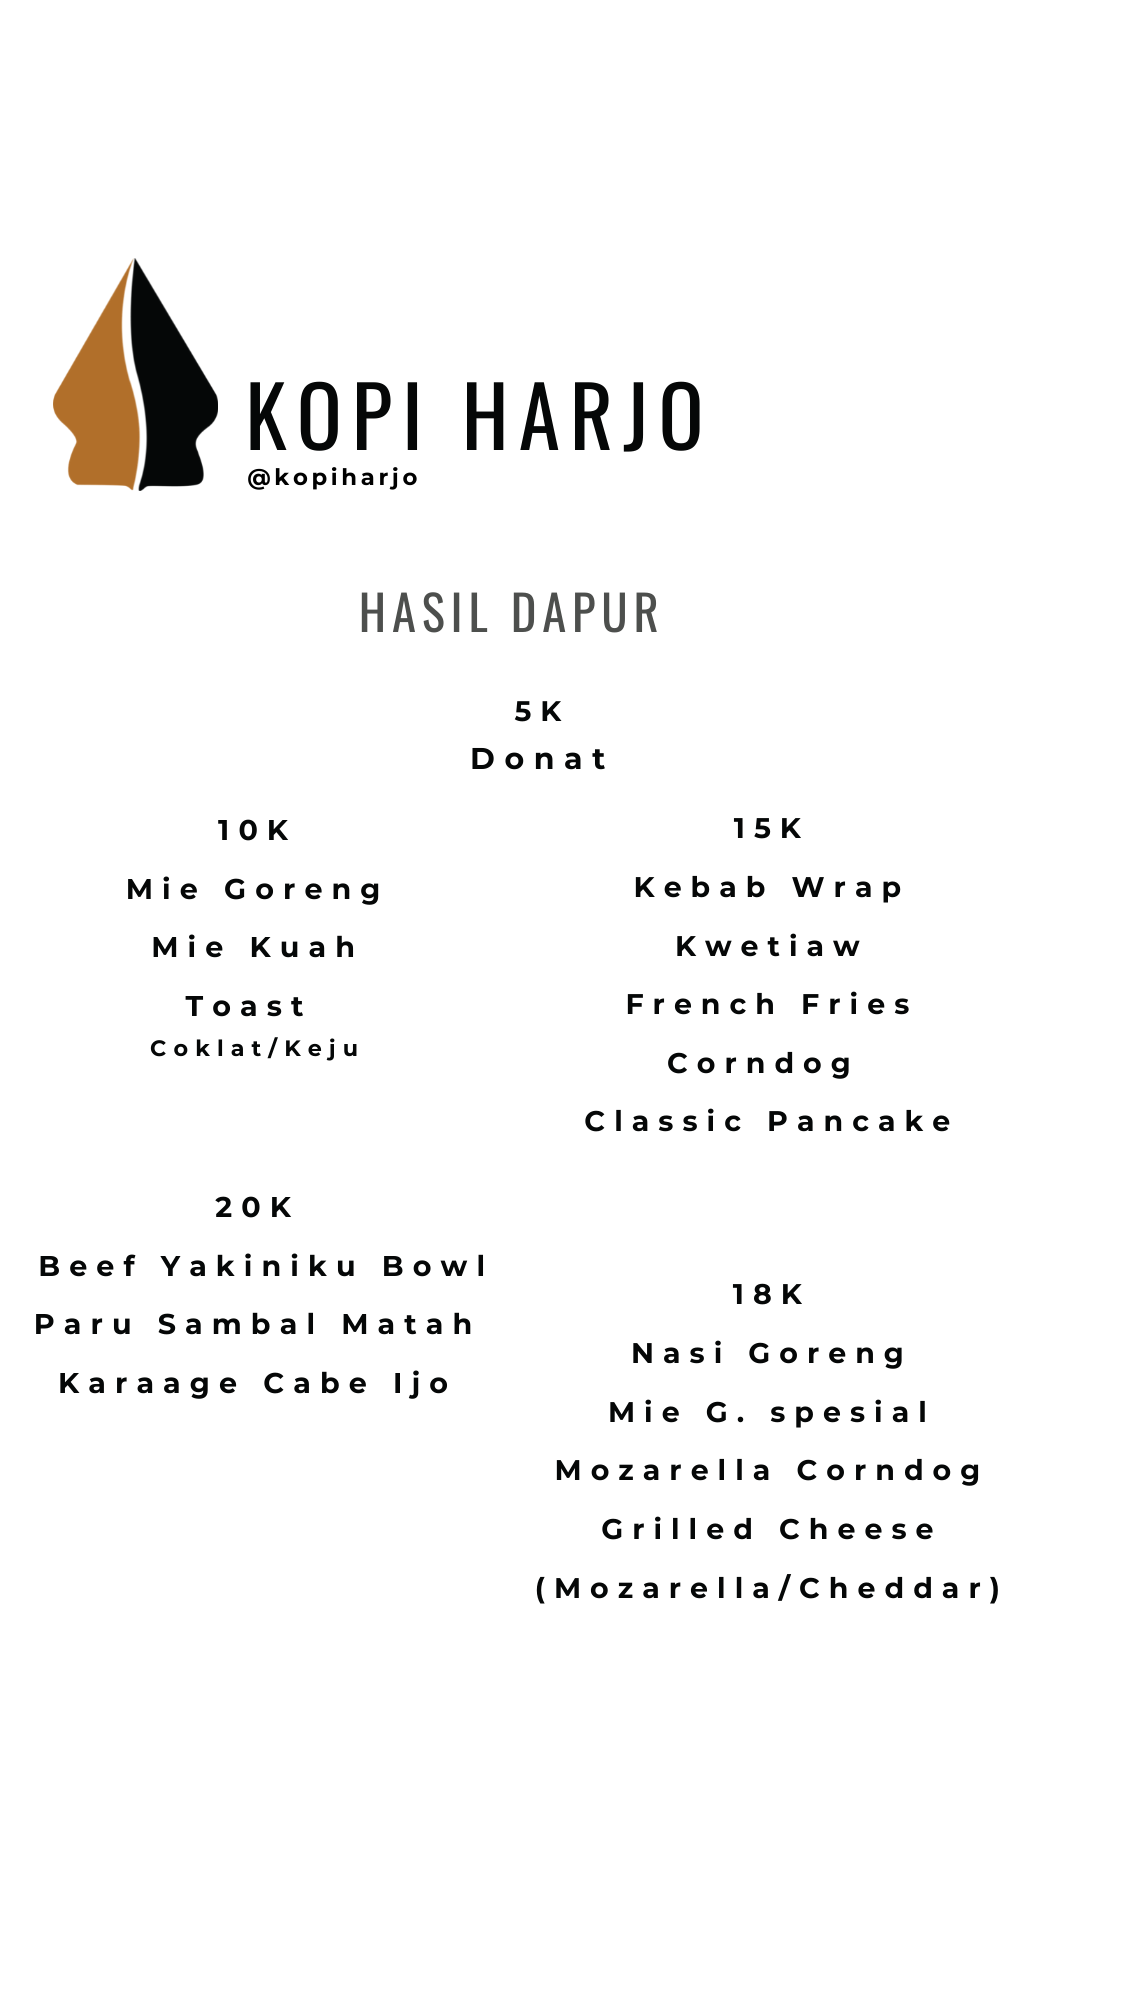 KOPI HARJO
@kopiharjo
HASIL DAPUR
5K
Donat
10K
Mie Goreng
Mie Kuah
Toast
Coklat/Keju
15K
Kebab Wrap
Kwetiaw
French Fries
Corndog
Classic Pancake
20K
Beef Yakiniku Bowl
Paru Sambal Matah
Karaage Cabe Ijo
18K
Nasi Goreng
Mie G. spesial
Mozarella Corndog
Grilled Cheese
(Mozarella/Cheddar)